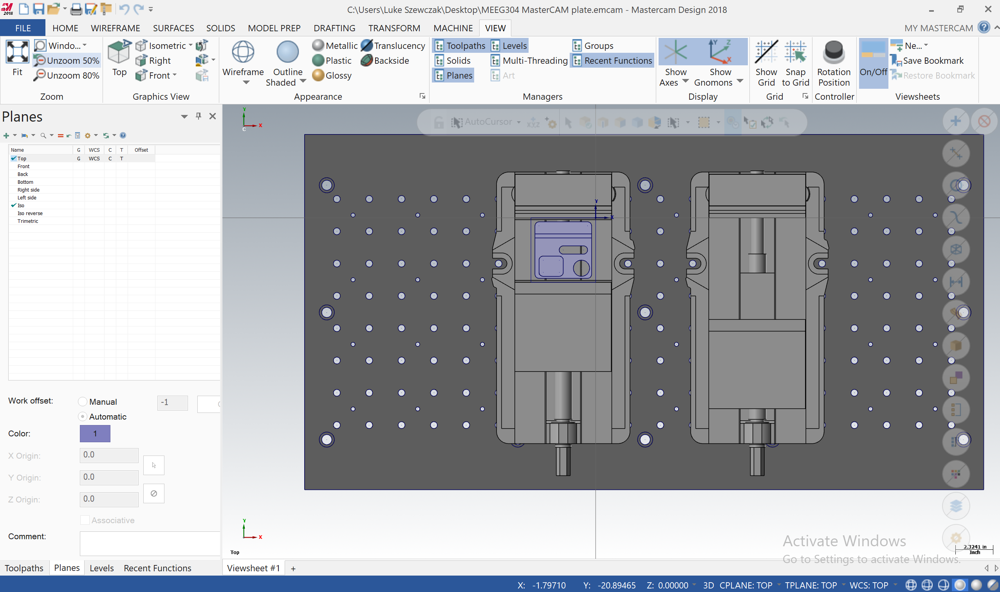 2018
C:\Users\Luke Szewczak\Desktop\MEEG304 MasterCAM plate.emcam - Mastercam Design 2018
FILE HOME WIREFRAME SURFACES SOLIDS MODEL PREP DRAFTING TRANSFORM MACHINE VIEW MY MASTERCAM
Windo...
Unzoom 50%
Unzoom 80%
Fit
Zoom
Top
Isometric
Right
Front
Graphics View
Wireframe
Outline
Shaded
Metallic
Plastic
Glossy
Translucency
Backside
Appearance
Toolpaths
Solids
Planes
Levels
Multi-Threading
Art
Groups
Recent Functions
Managers
Show
Axes
Show
Gnomons
Display
Show
Grid
Snap
to Grid
Grid
Rotation
Position
Controller
On/Off
Ne...
Save Bookmark
Restore Bookmark
Viewsheets
Planes
Name G WCS C T Offset
Top G WCS C T
Front
Back
Bottom
Right side
Left side
Iso
Iso reverse
Trimetric
Work offset:
Manual
-1
Automatic
Color:
1
X Origin:
0.0
Y Origin:
0.0
Z Origin:
0.0
Associative
Comment:
Toolpaths Planes Levels Recent Functions
Y
X
C
AutoCursor
XYZ
Y
X
Y
X
Top
2.3241 in
Inch
Activate Windows
Go to Settings to activate Windows.
Viewsheet #1 +
X: -1.79710 Y: -20.89465 Z: 0.00000 3D CPLANE: TOP TPLANE: TOP WCS: TOP